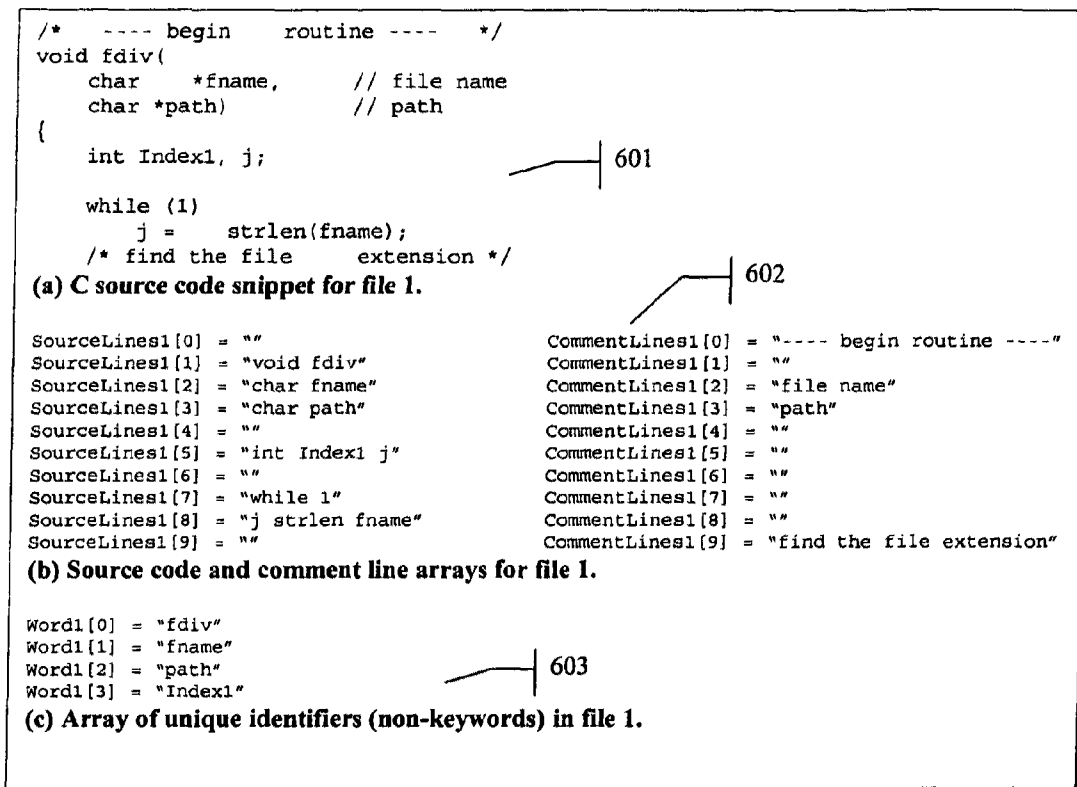 /*   ---- begin    routine ----   */
void fdiv(
    char    *fname,      // file name
    char *path)          // path
{
    int Index1, j;
601
    while (1)
        j =    strlen(fname);
    /* find the file     extension */
(a) C source code snippet for file 1.
602
SourceLines1[0] = ""
SourceLines1[1] = "void fdiv"
SourceLines1[2] = "char fname"
SourceLines1[3] = "char path"
SourceLines1[4] = ""
SourceLines1[5] = "int Index1 j"
SourceLines1[6] = ""
SourceLines1[7] = "while 1"
SourceLines1[8] = "j strlen fname"
SourceLines1[9] = ""
CommentLines1[0] = "---- begin routine ----"
CommentLines1[1] = ""
CommentLines1[2] = "file name"
CommentLines1[3] = "path"
CommentLines1[4] = ""
CommentLines1[5] = ""
CommentLines1[6] = ""
CommentLines1[7] = ""
CommentLines1[8] = ""
CommentLines1[9] = "find the file extension"
(b) Source code and comment line arrays for file 1.
Word1[0] = "fdiv"
Word1[1] = "fname"
Word1[2] = "path"
Word1[3] = "Index1"
603
(c) Array of unique identifiers (non-keywords) in file 1.